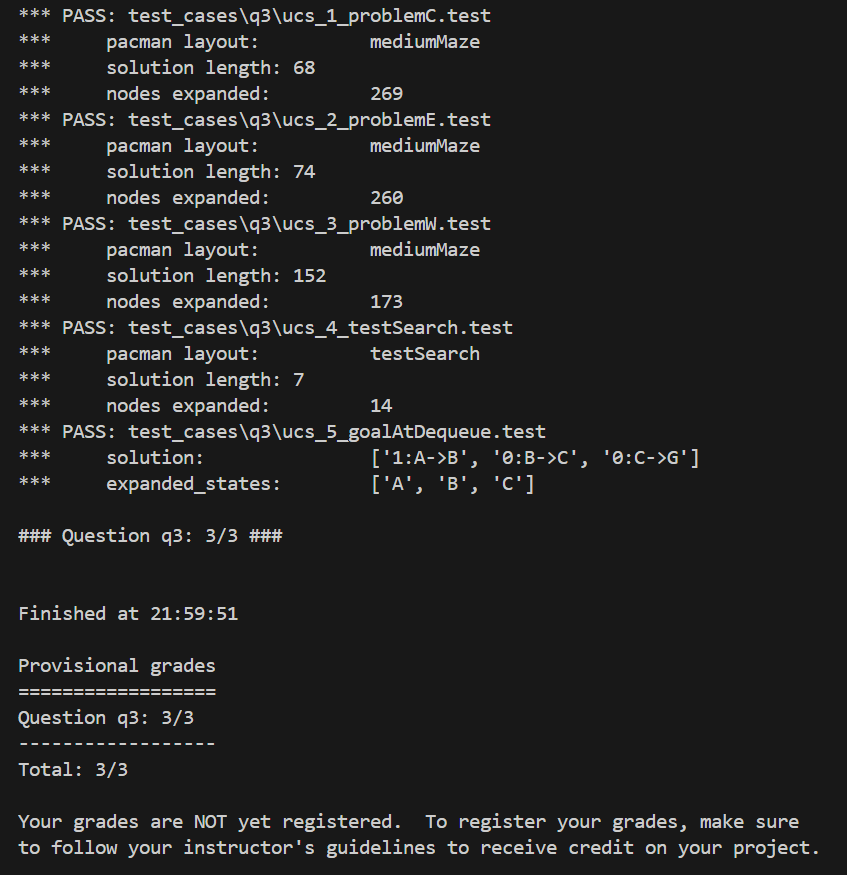 *** PASS: test_cases\q3\ucs_1_problemC.test
***     pacman layout:          mediumMaze
***     solution length: 68
***     nodes expanded:         269
*** PASS: test_cases\q3\ucs_2_problemE.test
***     pacman layout:          mediumMaze
***     solution length: 74
***     nodes expanded:         260
*** PASS: test_cases\q3\ucs_3_problemW.test
***     pacman layout:          mediumMaze
***     solution length: 152
***     nodes expanded:         173
*** PASS: test_cases\q3\ucs_4_testSearch.test
***     pacman layout:          testSearch
***     solution length: 7
***     nodes expanded:         14
*** PASS: test_cases\q3\ucs_5_goalAtDequeue.test
***     solution:               ['1:A->B', '0:B->C', '0:C->G']
***     expanded_states:        ['A', 'B', 'C']
### Question q3: 3/3 ###
Finished at 21:59:51
Provisional grades
==================
Question q3: 3/3
------------------
Total: 3/3
Your grades are NOT yet registered.  To register your grades, make sure
to follow your instructor's guidelines to receive credit on your project.